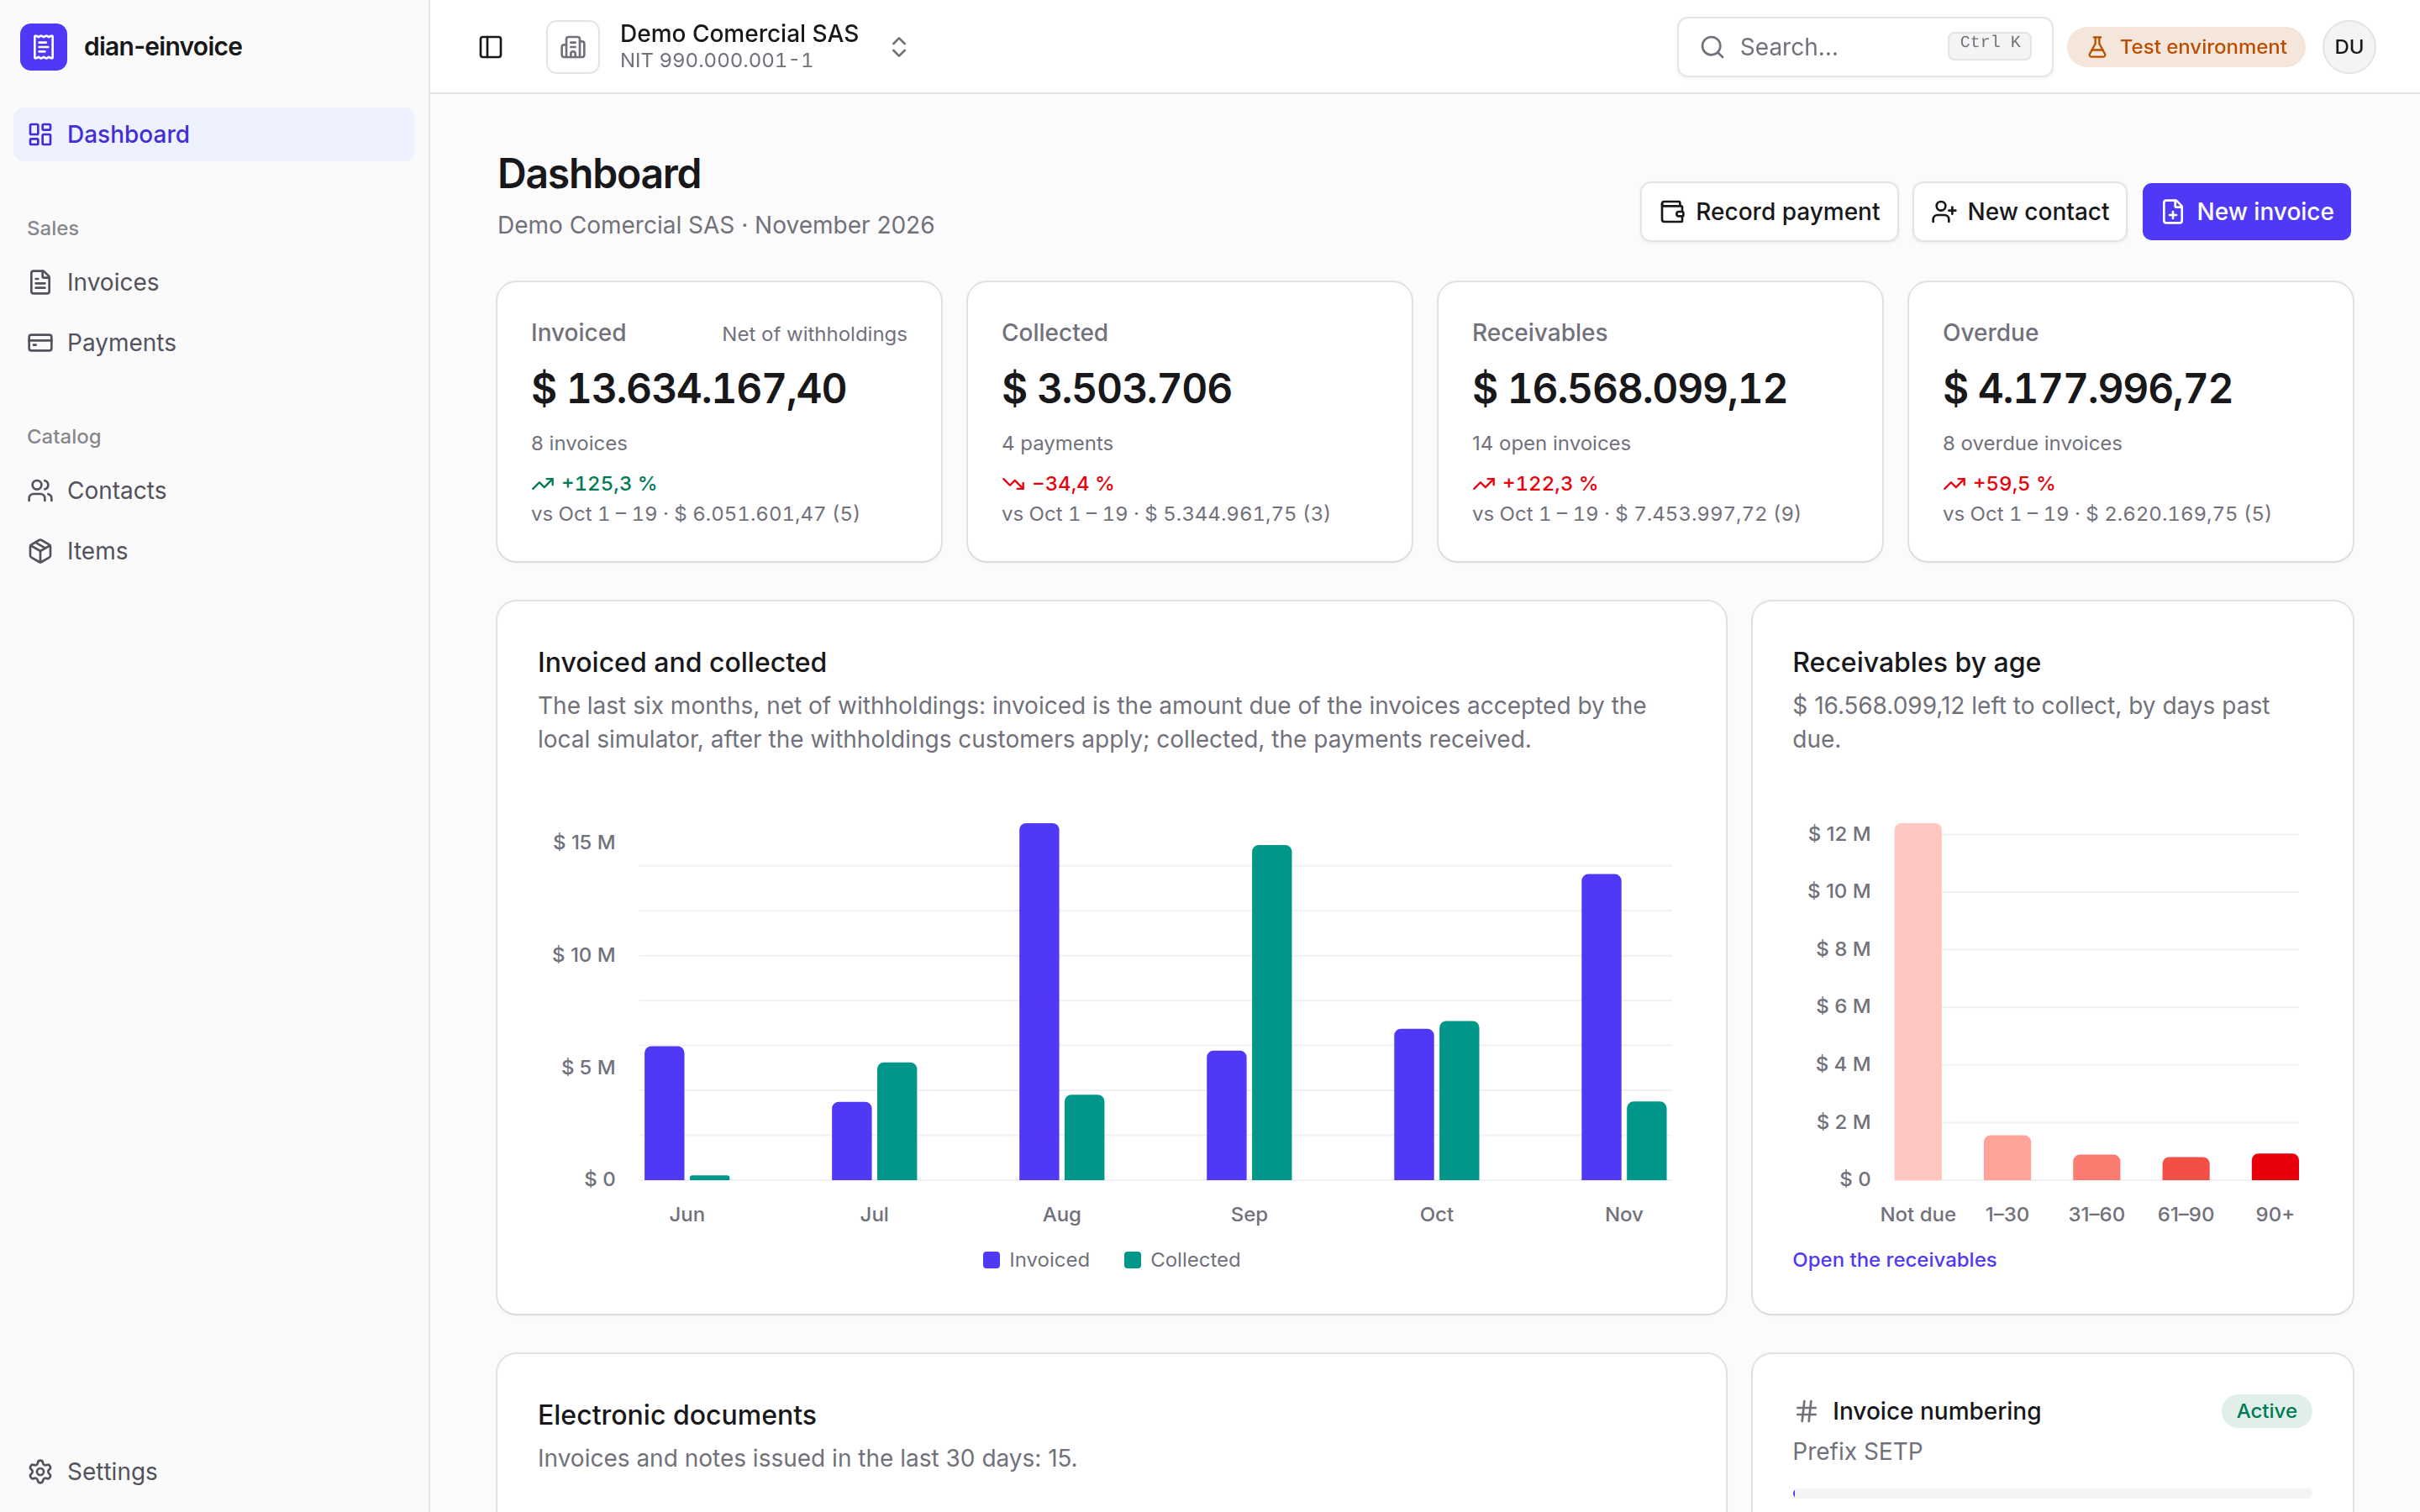 dian-einvoice
Demo Comercial SAS
NIT 990.000.001-1
Search...
Ctrl K
Test environment
DU
Dashboard
Sales
Invoices
Payments
Catalog
Contacts
Items
Settings
Dashboard
Demo Comercial SAS · November 2026
Record payment
New contact
New invoice
Invoiced
Net of withholdings
$ 13.634.167,40
8 invoices
+125,3 %
vs Oct 1 – 19 · $ 6.051.601,47 (5)
Collected
$ 3.503.706
4 payments
−34,4 %
vs Oct 1 – 19 · $ 5.344.961,75 (3)
Receivables
$ 16.568.099,12
14 open invoices
+122,3 %
vs Oct 1 – 19 · $ 7.453.997,72 (9)
Overdue
$ 4.177.996,72
8 overdue invoices
+59,5 %
vs Oct 1 – 19 · $ 2.620.169,75 (5)
Invoiced and collected
The last six months, net of withholdings: invoiced is the amount due of the invoices accepted by the
local simulator, after the withholdings customers apply; collected, the payments received.
$ 15 M
$ 10 M
$ 5 M
$ 0
Jun
Jul
Aug
Sep
Oct
Nov
Invoiced
Collected
Receivables by age
$ 16.568.099,12 left to collect, by days past
due.
$ 12 M
$ 10 M
$ 8 M
$ 6 M
$ 4 M
$ 2 M
$ 0
Not due
1–30
31–60
61–90
90+
Open the receivables
Electronic documents
Invoices and notes issued in the last 30 days: 15.
Invoice numbering
Active
Prefix SETP